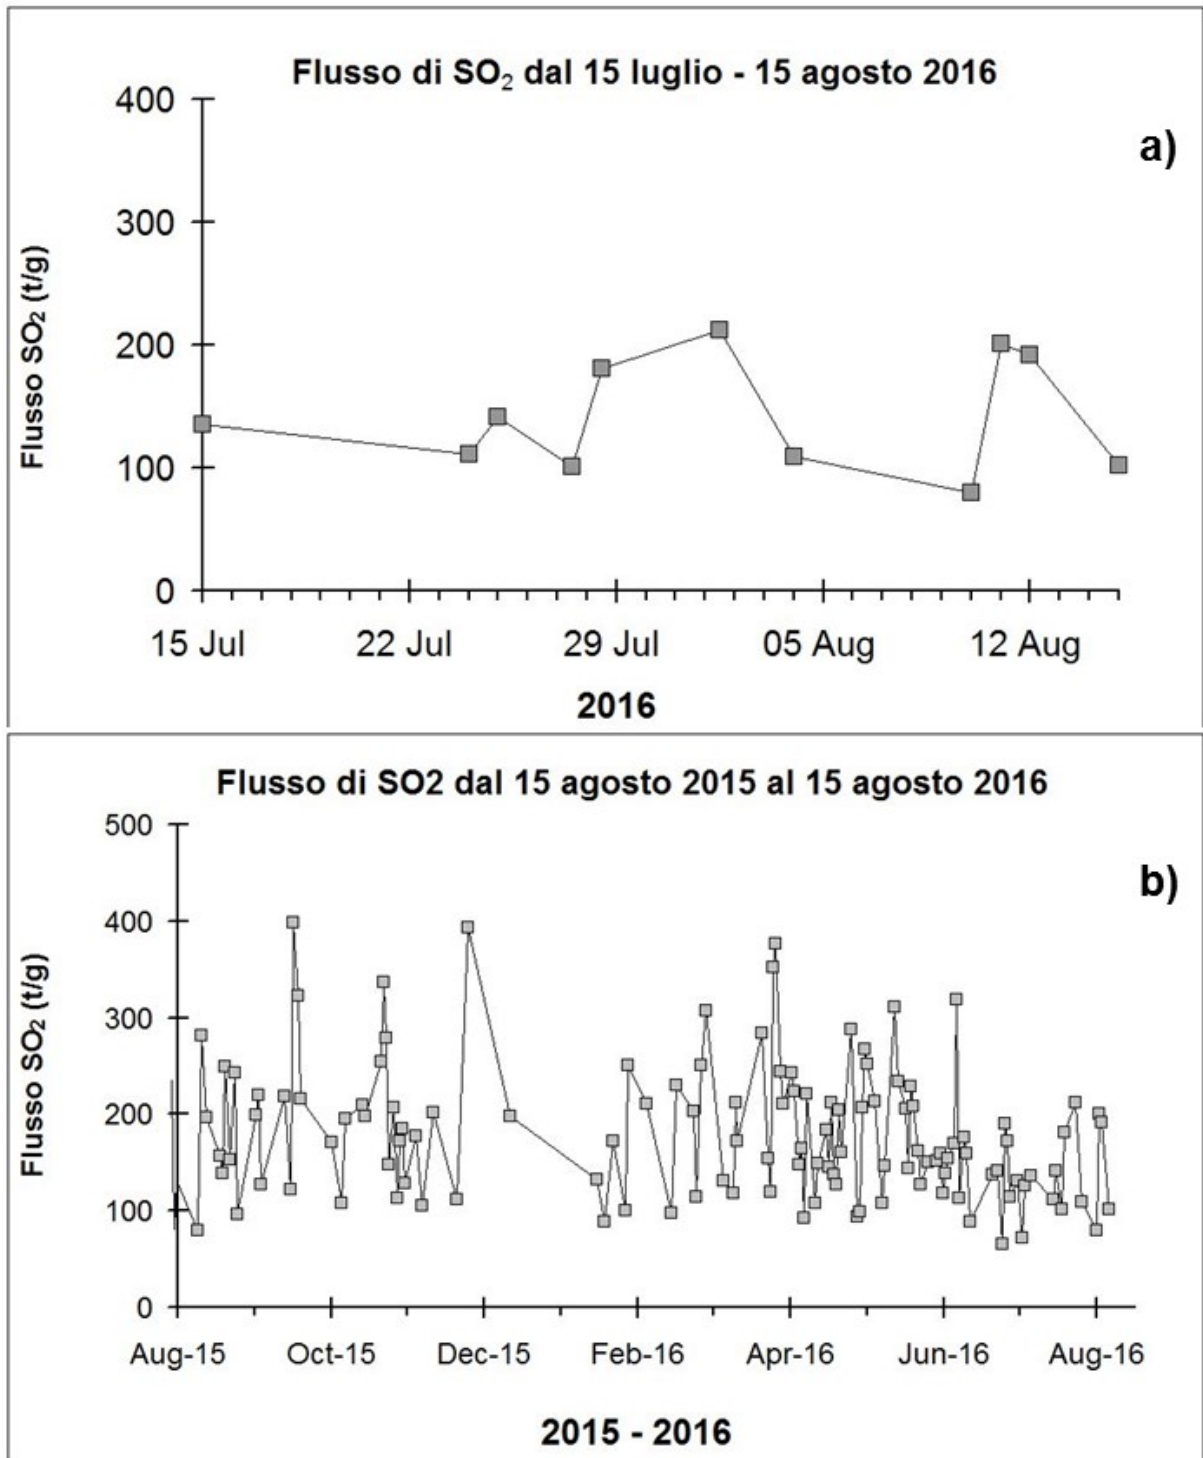 Flusso di SO₂ dal 15 luglio - 15 agosto 2016
a)
Flusso SO₂ (t/g)
400
300
200
100
0
15 Jul 22 Jul 29 Jul 05 Aug 12 Aug
2016
Flusso di SO2 dal 15 agosto 2015 al 15 agosto 2016
b)
Flusso SO₂ (t/g)
500
400
300
200
100
0
Aug-15 Oct-15 Dec-15 Feb-16 Apr-16 Jun-16 Aug-16
2015 - 2016